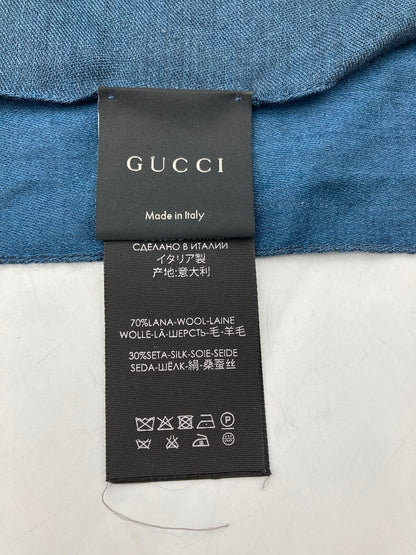 GUCCI
Made in Italy
СДЕЛАНО В ИТАЛИИ
イタリア製
产地:意大利
70%LANA-WOOL-LAINE
WOLLE-LÃ-ШЕРСТЬ-毛-羊毛
30%SETA-SILK-SOIE-SEIDE
SEDA-ШЁЛК-絹-桑蚕丝